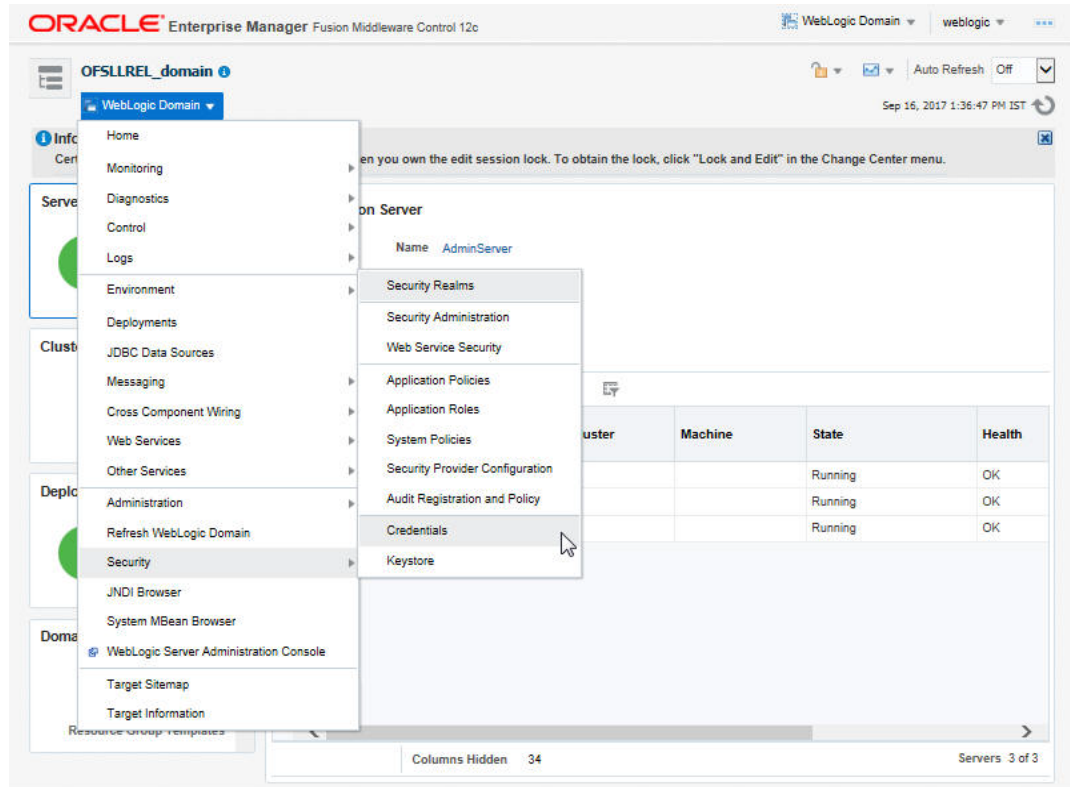 ORACLE Enterprise Manager Fusion Middleware Control 12c
WebLogic Domain
weblogic
OFSLLREL_domain
Auto Refresh Off
WebLogic Domain
Sep 16, 2017 1:36:47 PM IST
Home
Monitoring
Diagnostics
Control
Logs
Environment
Deployments
JDBC Data Sources
Messaging
Cross Component Wiring
Web Services
Other Services
Administration
Refresh WebLogic Domain
Security
JNDI Browser
System MBean Browser
WebLogic Server Administration Console
Target Sitemap
Target Information
Security Realms
Security Administration
Web Service Security
Application Policies
Application Roles
System Policies
Security Provider Configuration
Audit Registration and Policy
Credentials
Keystore
you own the edit session lock. To obtain the lock, click "Lock and Edit" in the Change Center menu.
Server
Name AdminServer
Machine State Health
Running OK
Running OK
Running OK
Resource Group Templates
Columns Hidden 34
Servers 3 of 3